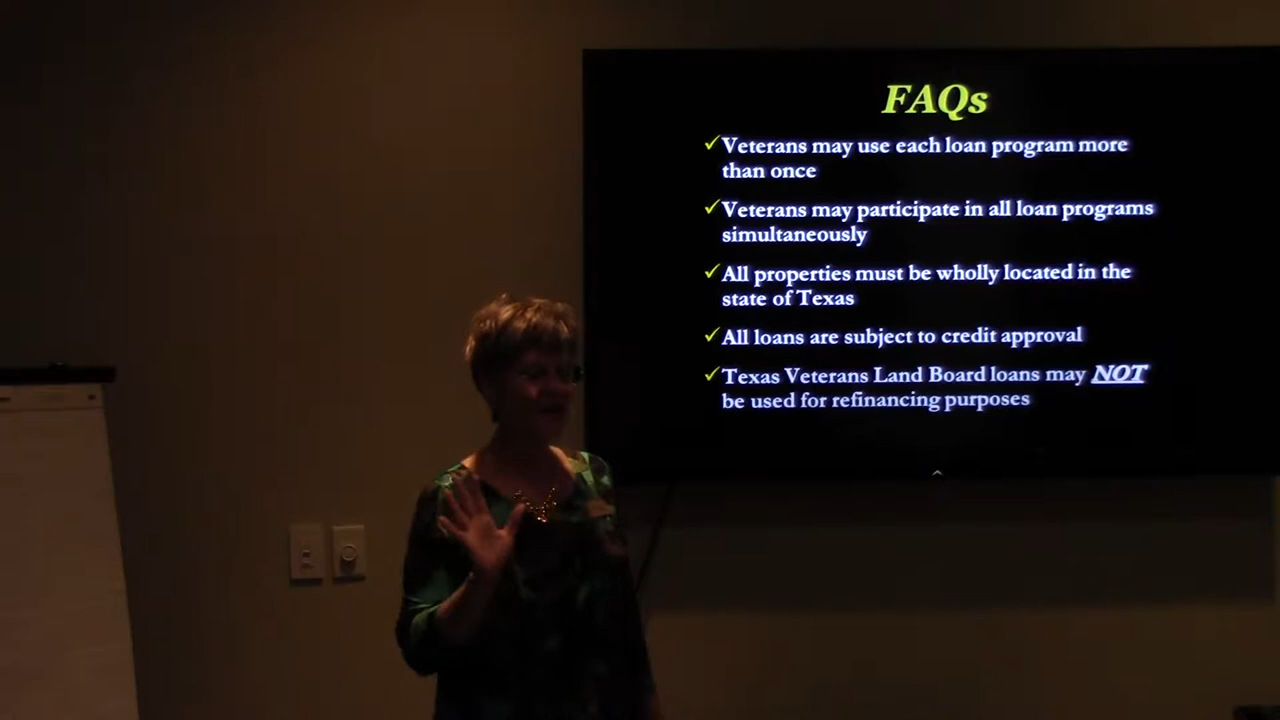 FAQs
✓Veterans may use each loan program more
than once
✓Veterans may participate in all loan programs
simultaneously
✓All properties must be wholly located in the
state of Texas
✓All loans are subject to credit approval
✓Texas Veterans Land Board loans may NOT
be used for refinancing purposes